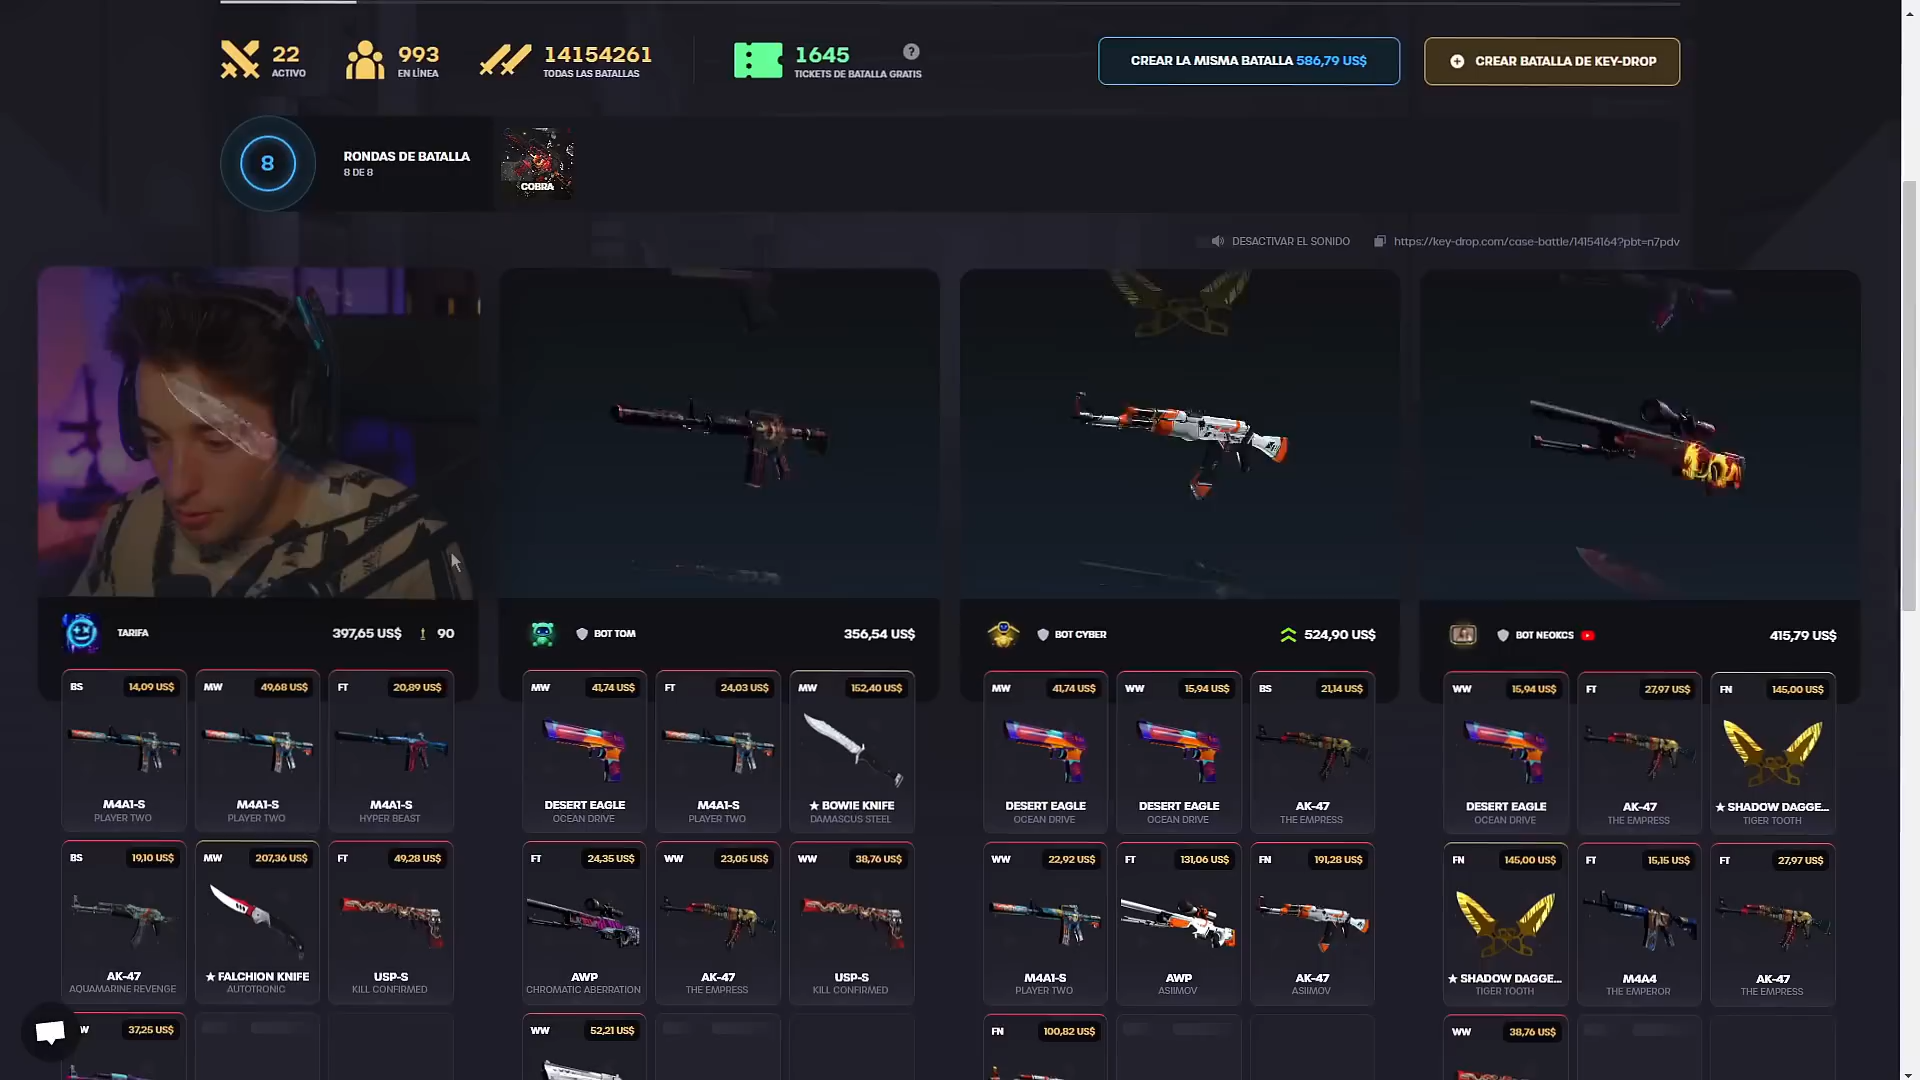 22
ACTIVO
993
EN LÍNEA
14154261
TODAS LAS BATALLAS
1645
TICKETS DE BATALLA GRATIS
?
CREAR LA MISMA BATALLA 586,79 US$
CREAR BATALLA DE KEY-DROP
8
RONDAS DE BATALLA
8 DE 8
COBRA
DESACTIVAR EL SONIDO
https://key-drop.com/case-battle/14154164?pbt=n7pdv
TARIFA
397,65 US$
90
BOT TOM
356,54 US$
BOT CYBER
524,90 US$
BOT NEOKCS
415,79 US$
BS 14,09 US$
M4A1-S
PLAYER TWO
MW 49,68 US$
M4A1-S
PLAYER TWO
FT 20,89 US$
M4A1-S
HYPER BEAST
MW 41,74 US$
DESERT EAGLE
OCEAN DRIVE
FT 24,03 US$
M4A1-S
PLAYER TWO
MW 152,40 US$
★ BOWIE KNIFE
DAMASCUS STEEL
MW 41,74 US$
DESERT EAGLE
OCEAN DRIVE
WW 15,94 US$
DESERT EAGLE
OCEAN DRIVE
BS 21,14 US$
AK-47
THE EMPRESS
WW 15,94 US$
DESERT EAGLE
OCEAN DRIVE
FT 27,97 US$
AK-47
THE EMPRESS
FN 145,00 US$
★ SHADOW DAGGE...
TIGER TOOTH
BS 19,10 US$
AK-47
AQUAMARINE REVENGE
MW 207,36 US$
★ FALCHION KNIFE
AUTOTRONIC
FT 49,28 US$
USP-S
KILL CONFIRMED
FT 24,35 US$
AWP
CHROMATIC ABERRATION
WW 23,05 US$
AK-47
THE EMPRESS
WW 38,76 US$
USP-S
KILL CONFIRMED
WW 22,92 US$
M4A1-S
PLAYER TWO
FT 131,06 US$
AWP
ASIIMOV
FN 191,28 US$
AK-47
ASIIMOV
FN 145,00 US$
★ SHADOW DAGGE...
TIGER TOOTH
FT 15,15 US$
M4A4
THE EMPEROR
FT 27,97 US$
AK-47
THE EMPRESS
37,25 US$
WW 52,21 US$
FN 100,82 US$
WW 38,76 US$